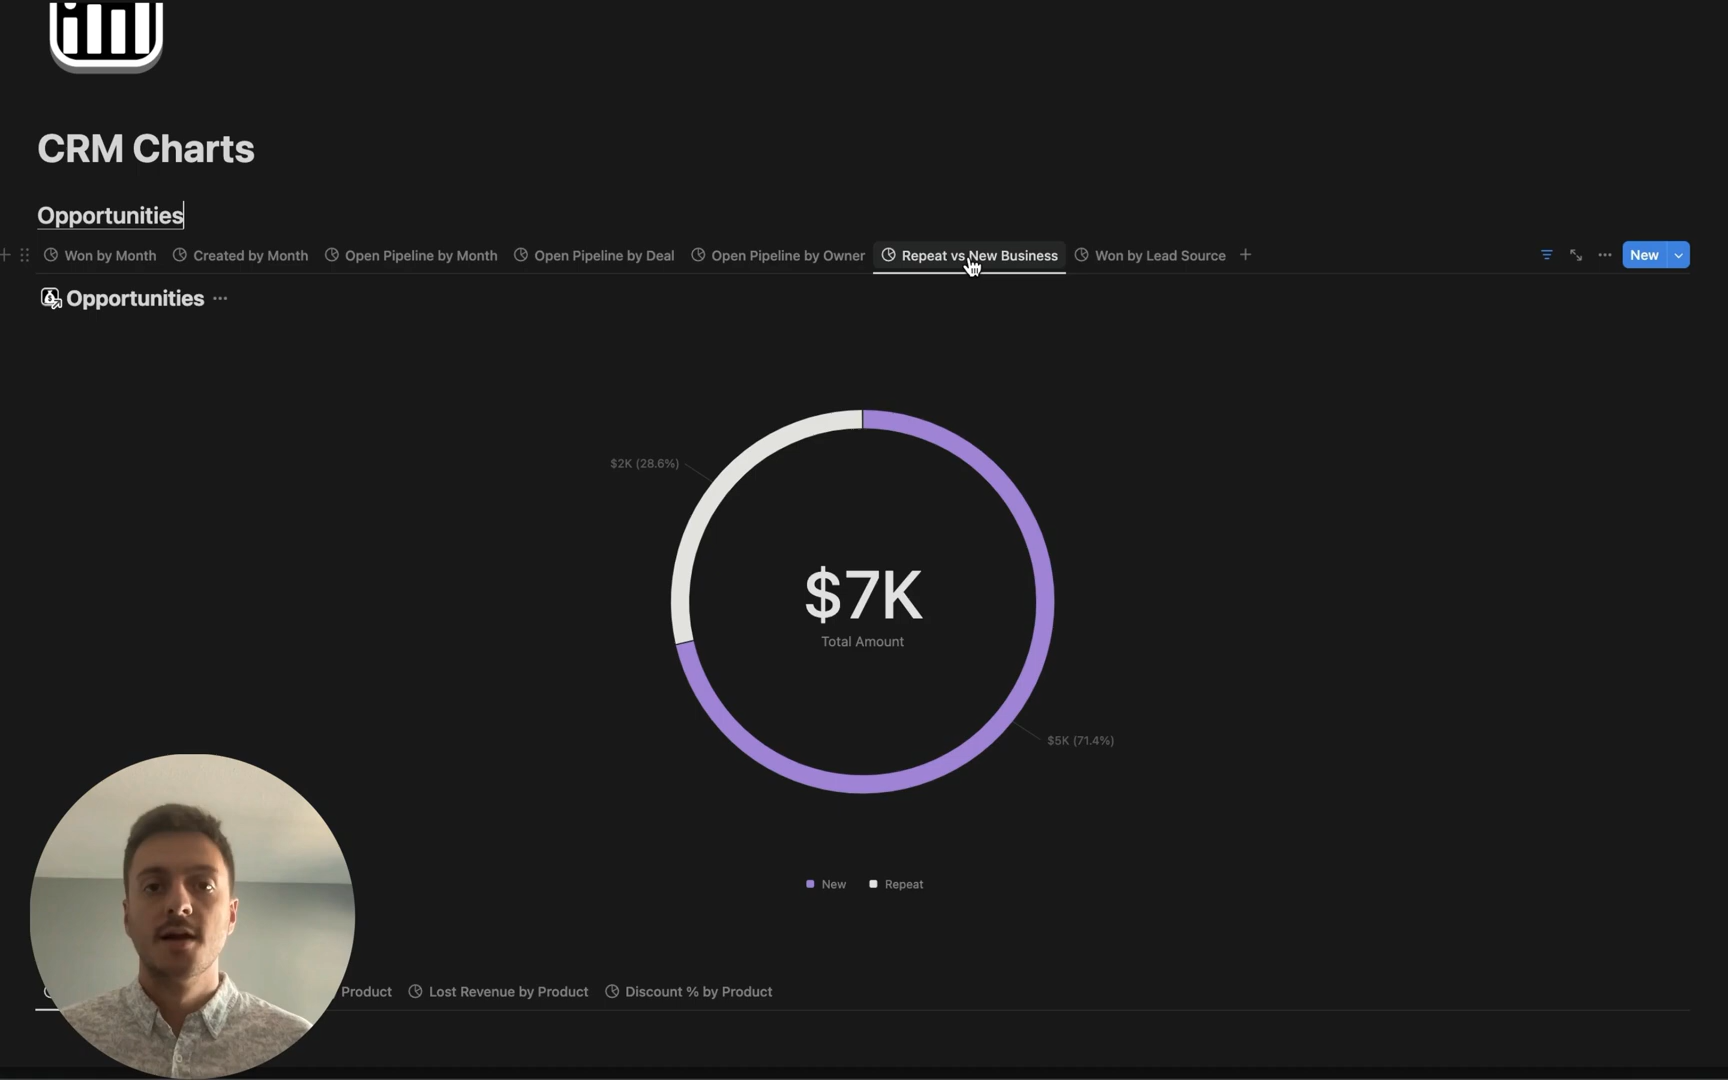 CRM Charts
Opportunities
Won by Month Created by Month Open Pipeline by Month Open Pipeline by Deal Open Pipeline by Owner Repeat vs New Business Won by Lead Source New
Opportunities
$2K (28.6%)
$7K
Total Amount
$5K (71.4%)
New Repeat
Product Lost Revenue by Product Discount % by Product